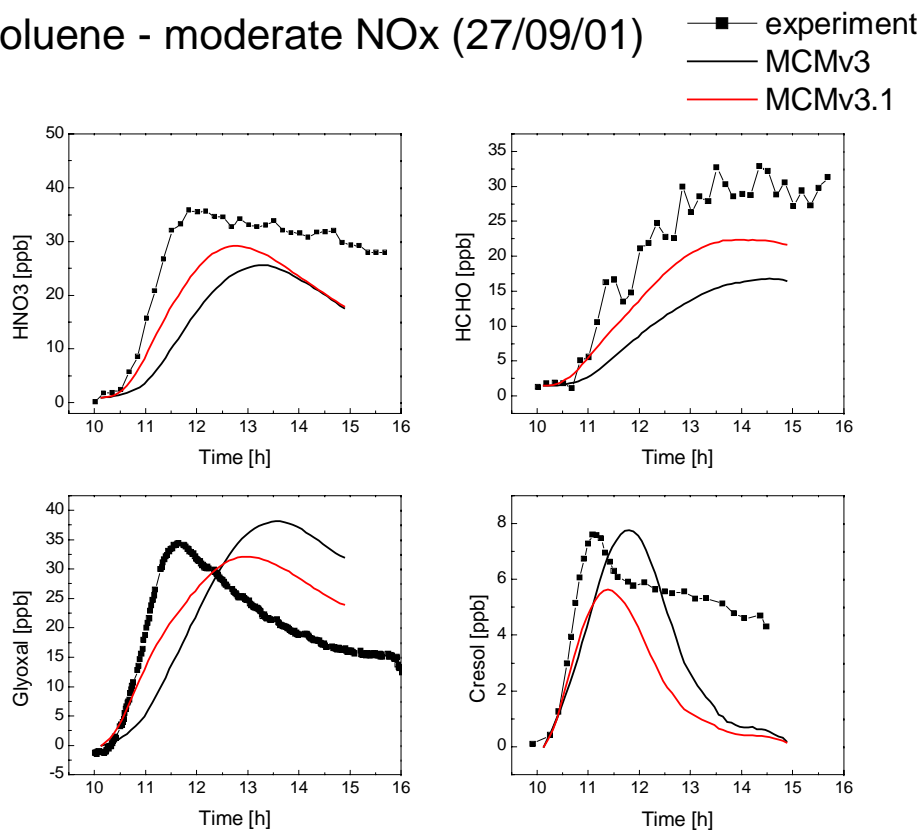 oluene - moderate NOx (27/09/01)
experiment
MCMv3
MCMv3.1
50
40
30
20
10
0
HNO3 [ppb]
10 11 12 13 14 15 16
Time [h]
35
30
25
20
15
10
5
0
HCHO [ppb]
10 11 12 13 14 15 16
Time [h]
40
35
30
25
20
15
10
5
0
-5
Glyoxal [ppb]
10 11 12 13 14 15 16
Time [h]
8
6
4
2
0
Cresol [ppb]
10 11 12 13 14 15 16
Time [h]